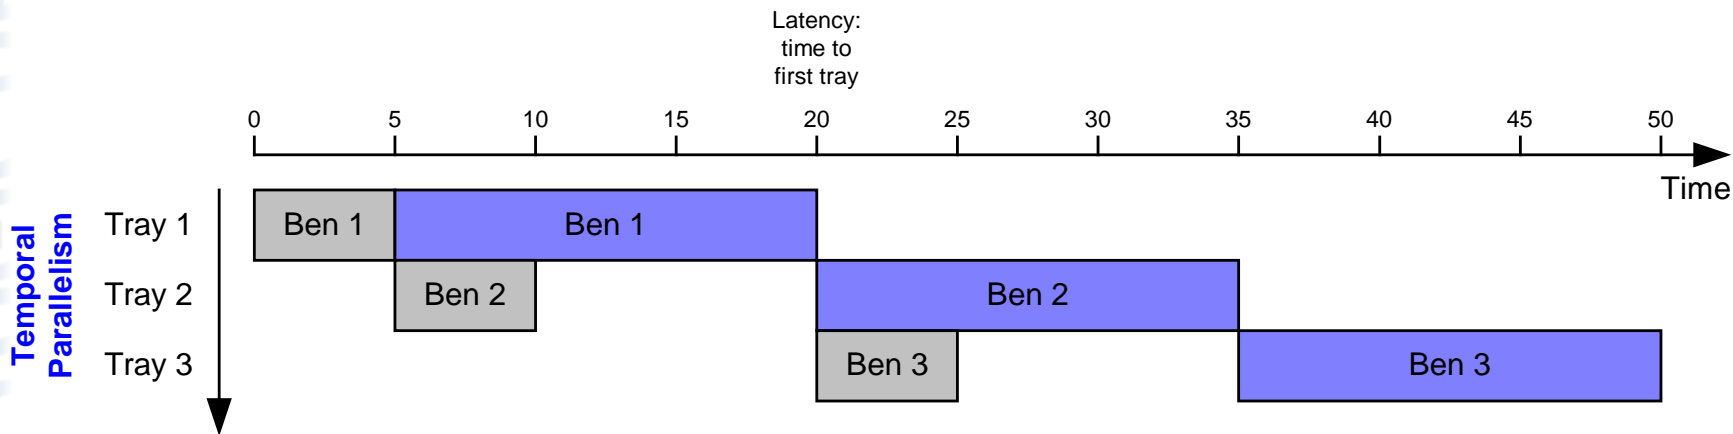 Latency:
time to
first tray
0 5 10 15 20 25 30 35 40 45 50
Time
Temporal
Parallelism
Tray 1 Ben 1 Ben 1
Tray 2 Ben 2 Ben 2
Tray 3 Ben 3 Ben 3